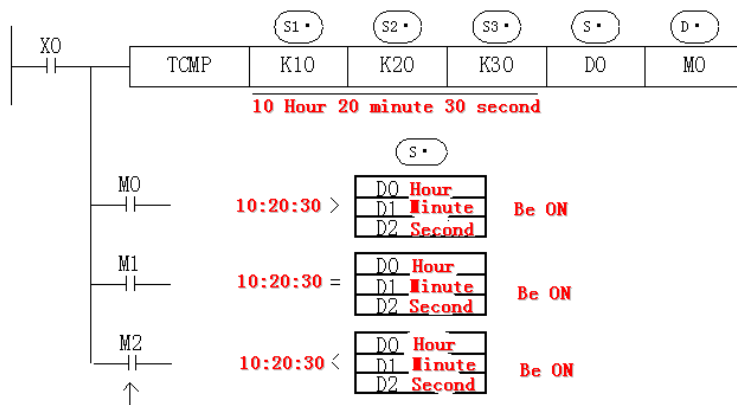 S1· S2· S3· S· D·
X0
TCMP K10 K20 K30 D0 M0
10 Hour 20 minute 30 second
S·
M0
D0 Hour
10:20:30 > D1 Minute Be ON
D2 Second
M1
D0 Hour
10:20:30 = D1 Minute Be ON
D2 Second
M2
D0 Hour
10:20:30 < D1 Minute Be ON
D2 Second